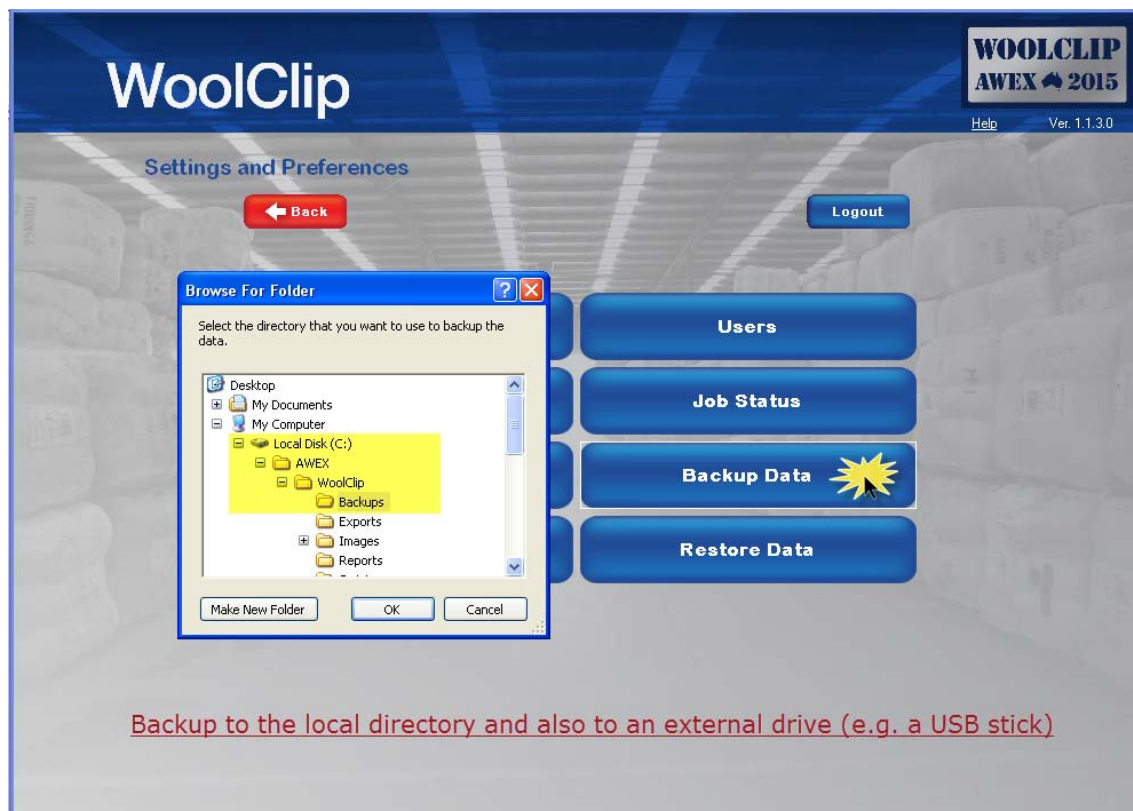 WoolClip
WOOLCLIP
AWEX 2015
Help Ver. 1.1.3.0
Settings and Preferences
Back
Logout
Browse For Folder
Select the directory that you want to use to backup the
data.
Desktop
My Documents
My Computer
Local Disk (C:)
AWEX
WoolClip
Backups
Exports
Images
Reports
Make New Folder OK Cancel
Users
Job Status
Backup Data
Restore Data
Backup to the local directory and also to an external drive (e.g. a USB stick)